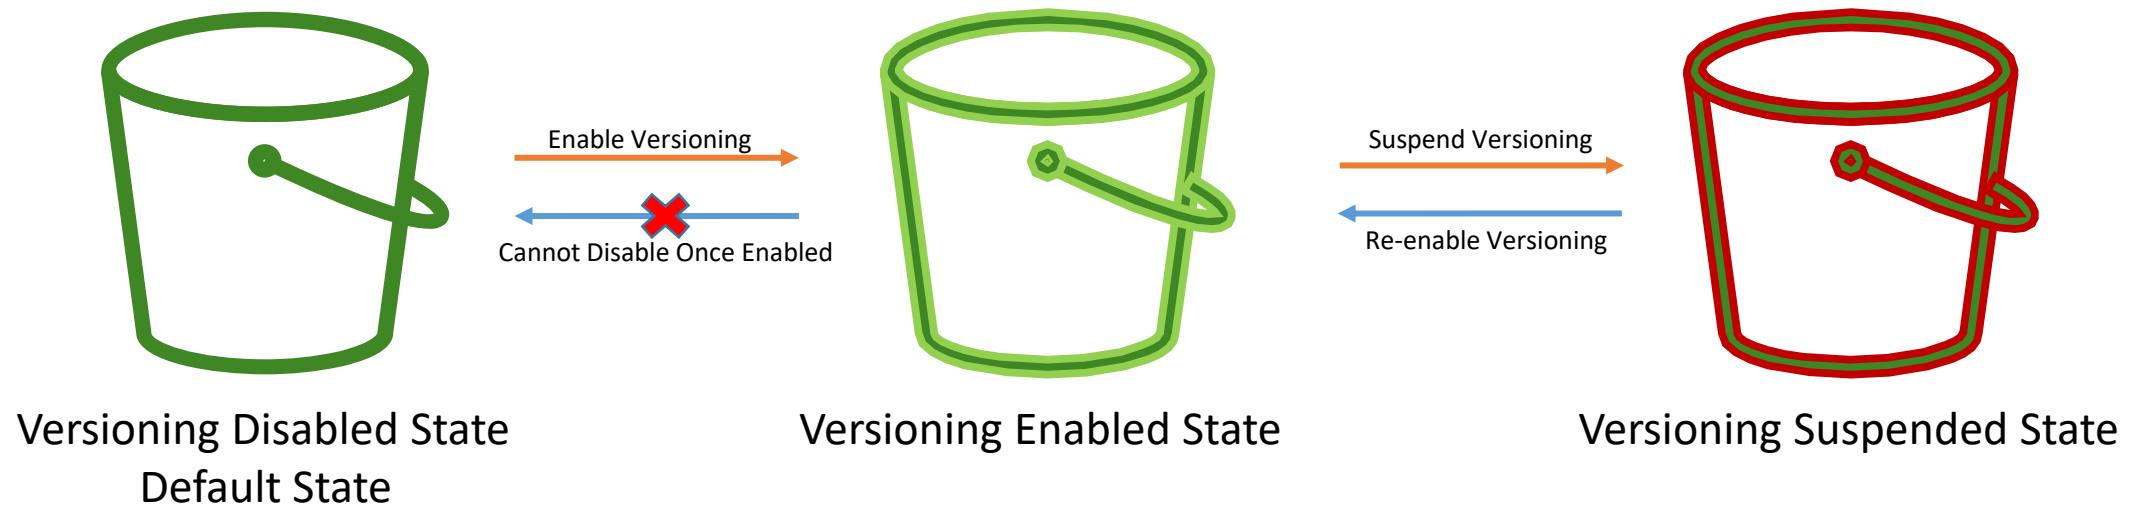 Enable Versioning
Cannot Disable Once Enabled
Suspend Versioning
Re-enable Versioning
Versioning Disabled State
Default State
Versioning Enabled State
Versioning Suspended State